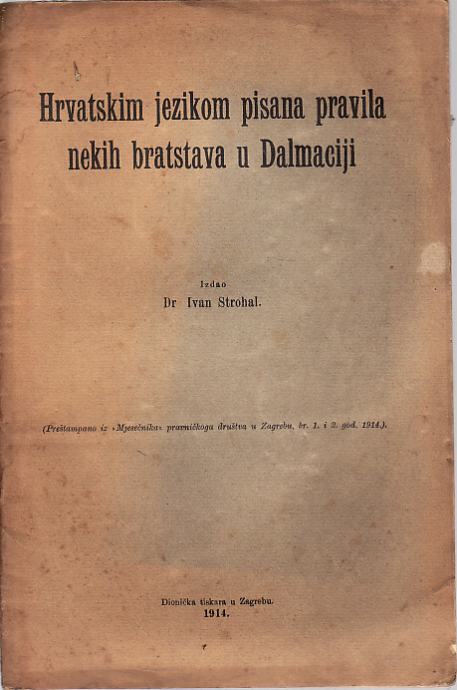 Hrvatskim jezikom pisana pravila
nekih bratstava u Dalmaciji
Izdao
Dr Ivan Strohal.
(Preštampano iz »Mjesečnika« pravničkoga društva u Zagrebu, br. 1. i 2. god. 1914.).
Dionička tiskara u Zagrebu.
1914.